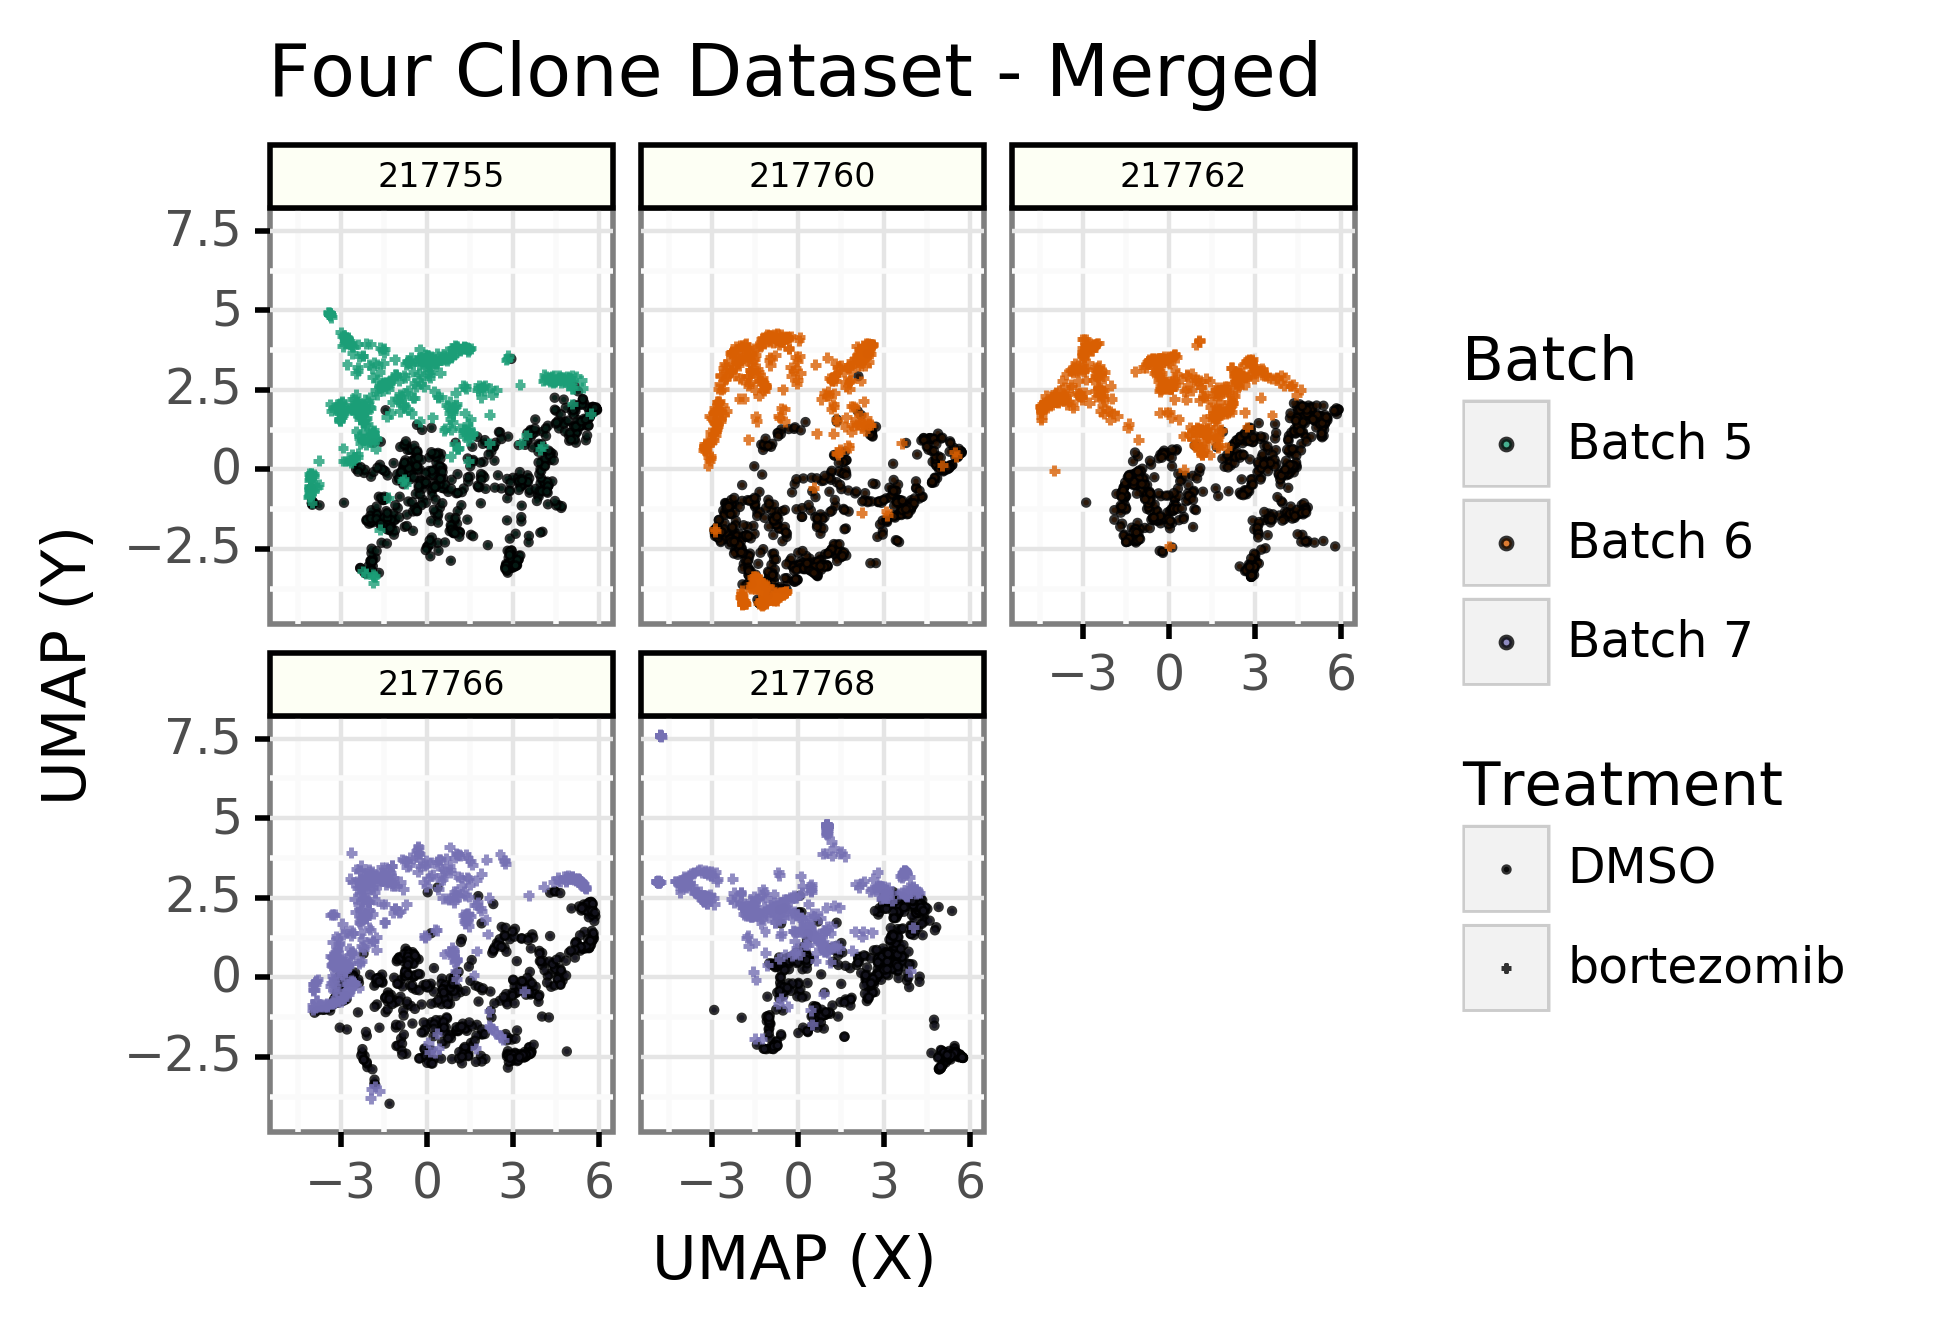 Four Clone Dataset - Merged
217755
217760
217762
7.5
5
2.5
0
−2.5
−3 0 3 6
217766
217768
7.5
5
2.5
0
−2.5
−3 0 3 6
−3 0 3 6
UMAP (X)
UMAP (Y)
Batch
Batch 5
Batch 6
Batch 7
Treatment
DMSO
bortezomib